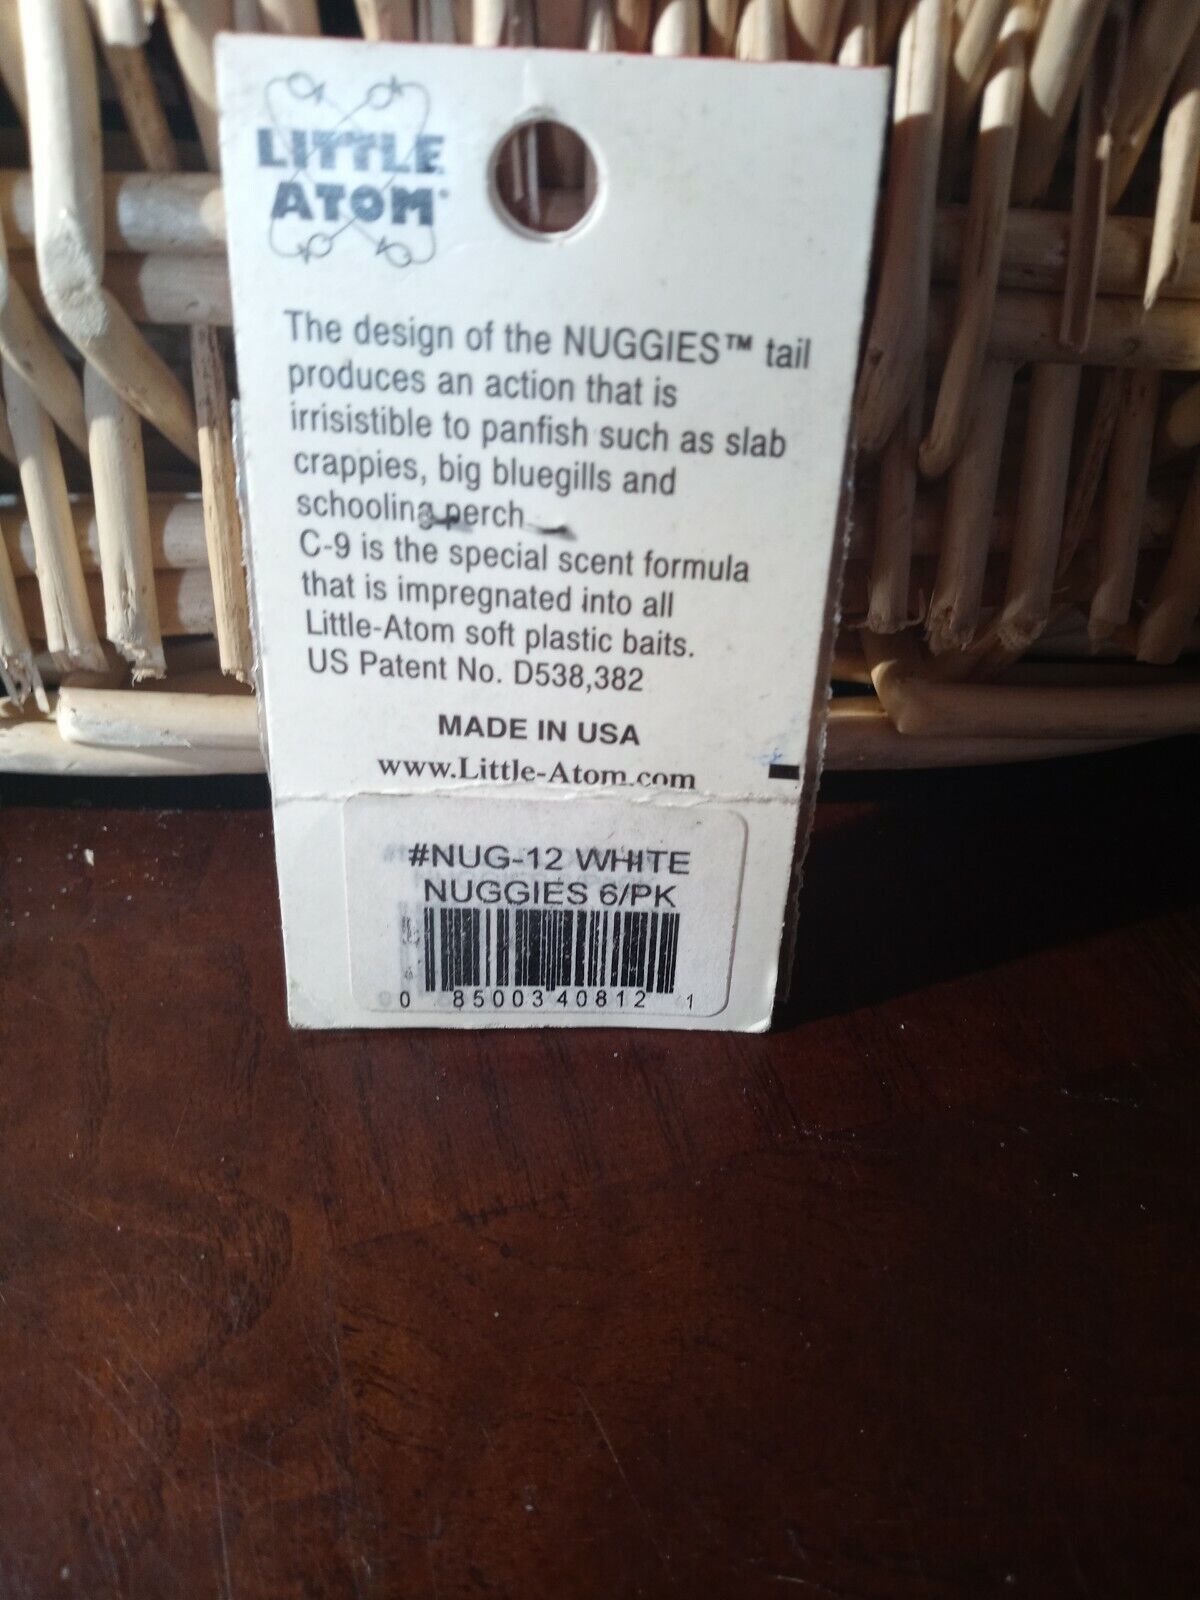 LITTLE
ATOM®
The design of the NUGGIES™ tail
produces an action that is
irrisistible to panfish such as slab
crappies, big bluegills and
schooling perch
C-9 is the special scent formula
that is impregnated into all
Little-Atom soft plastic baits.
US Patent No. D538,382
MADE IN USA
www.Little-Atom.com
#NUG-12 WHITE
NUGGIES 6/PK
0 85003 40812 1